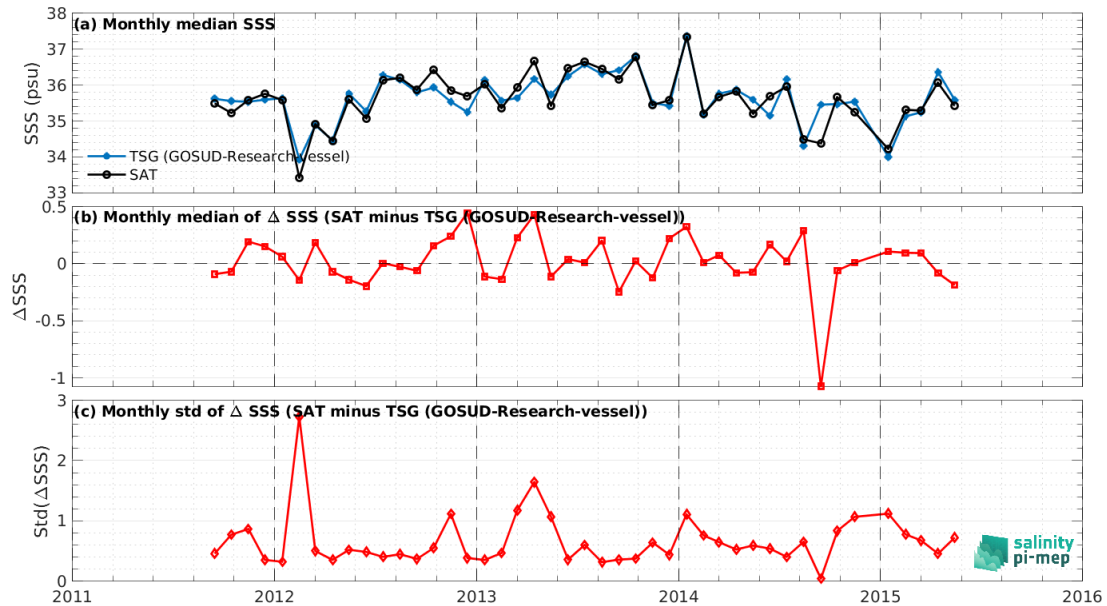 (a) Monthly median SSS
38
37
36
35
34
33
SSS (psu)
TSG (GOSUD-Research-vessel)
SAT
(b) Monthly median of Δ SSS (SAT minus TSG (GOSUD-Research-vessel))
0.5
0
-0.5
-1
ΔSSS
(c) Monthly std of Δ SSS (SAT minus TSG (GOSUD-Research-vessel))
3
2
1
0
Std(ΔSSS)
salinity
pi-mep
2011 2012 2013 2014 2015 2016